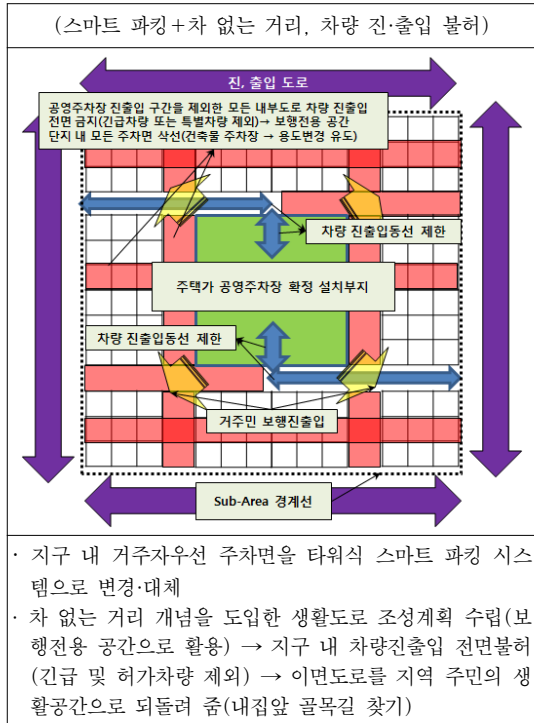 (스마트 파킹+차 없는 거리, 차량 진·출입 불허)
진, 출입 도로
공영주차장 진출입 구간을 제외한 모든 내부도로 차량 진출입
전면 금지(긴급차량 또는 특별차량 제외)→ 보행전용 공간
단지 내 모든 주차면 삭선(건축물 주차장 → 용도변경 유도)
차량 진출입동선 제한
주택가 공영주차장 확정 설치부지
차량 진출입동선 제한
거주민 보행진출입
Sub-Area 경계선
· 지구 내 거주자우선 주차면을 타워식 스마트 파킹 시스
템으로 변경·대체
· 차 없는 거리 개념을 도입한 생활도로 조성계획 수립(보
행전용 공간으로 활용) → 지구 내 차량진출입 전면불허
(긴급 및 허가차량 제외) → 이면도로를 지역 주민의 생
활공간으로 되돌려 줌(내집앞 골목길 찾기)